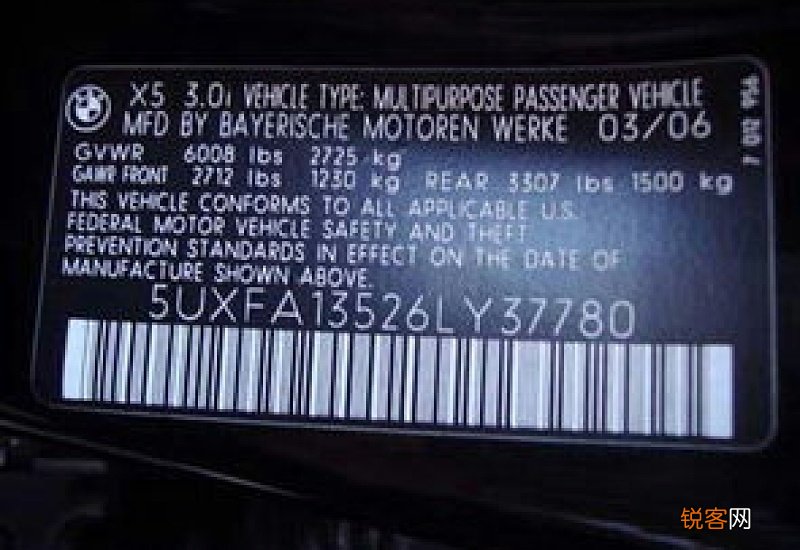 X5 3.0i VEHICLE TYPE: MULTIPURPOSE PASSENGER VEHICLE
MFD BY BAYERISCHE MOTOREN WERKE 03/06
GVWR 6008 lbs 2725 kg
GAWR FRONT 2712 lbs 1230 kg REAR 3307 lbs 1500 kg
THIS VEHICLE CONFORMS TO ALL APPLICABLE U.S.
FEDERAL MOTOR VEHICLE SAFETY AND THEFT
PREVENTION STANDARDS IN EFFECT ON THE DATE OF
MANUFACTURE SHOWN ABOVE.
5UXFA13526LY37780
7 012 956
锐客网